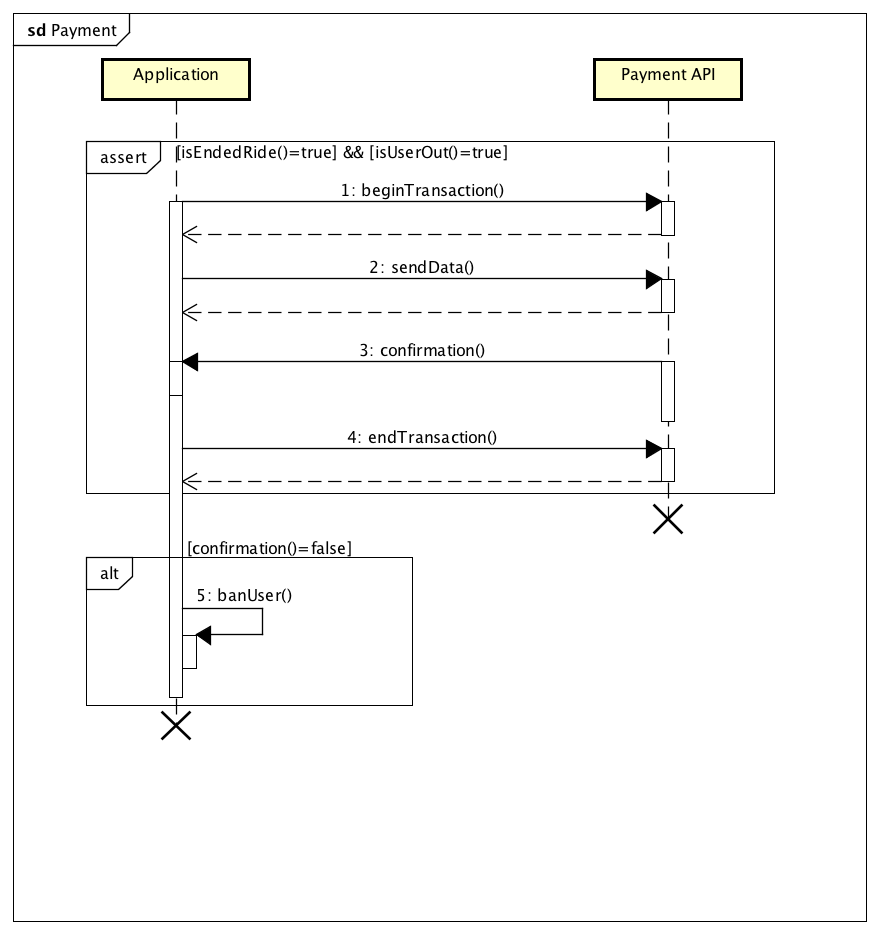 sd Payment
Application
Payment API
assert
[isEndedRide()=true] && [isUserOut()=true]
1: beginTransaction()
2: sendData()
3: confirmation()
4: endTransaction()
[confirmation()=false]
alt
5: banUser()